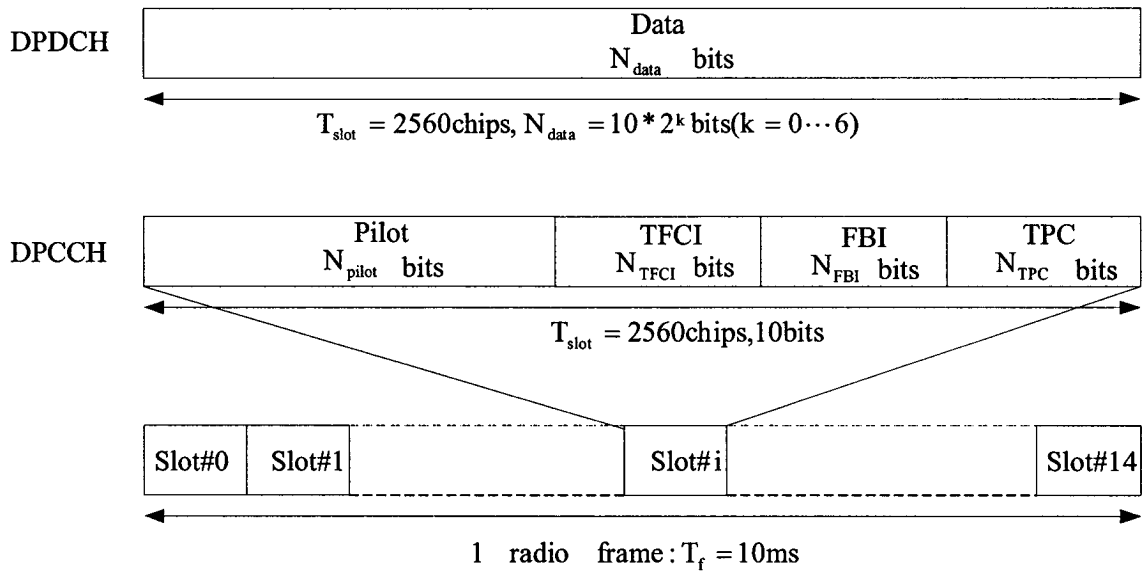 DPDCH
Data
N_data bits
T_slot = 2560chips, N_data = 10 * 2^k bits(k = 0⋯6)
DPCCH
Pilot
N_pilot bits
TFCI
N_TFCI bits
FBI
N_FBI bits
TPC
N_TPC bits
T_slot = 2560chips,10bits
Slot#0
Slot#1
Slot#i
Slot#14
1 radio frame : T_f = 10ms